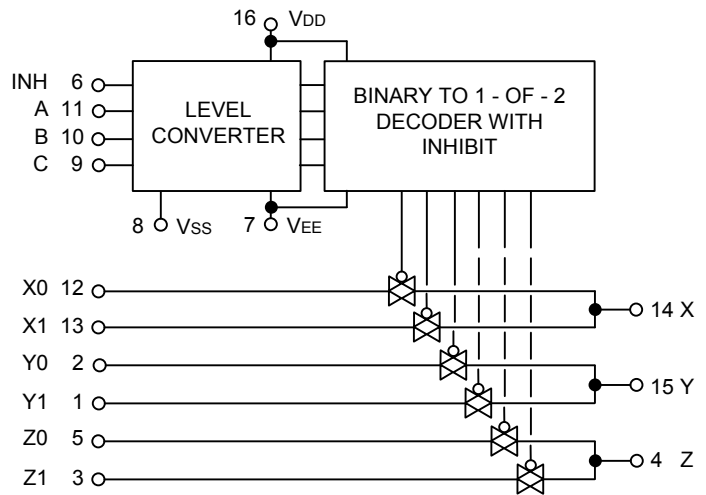 16 VDD
INH 6
A 11
B 10
C 9
LEVEL
CONVERTER
BINARY TO 1 - OF - 2
DECODER WITH
INHIBIT
8 VSS
7 VEE
X0 12
X1 13
14 X
Y0 2
Y1 1
15 Y
Z0 5
Z1 3
4 Z